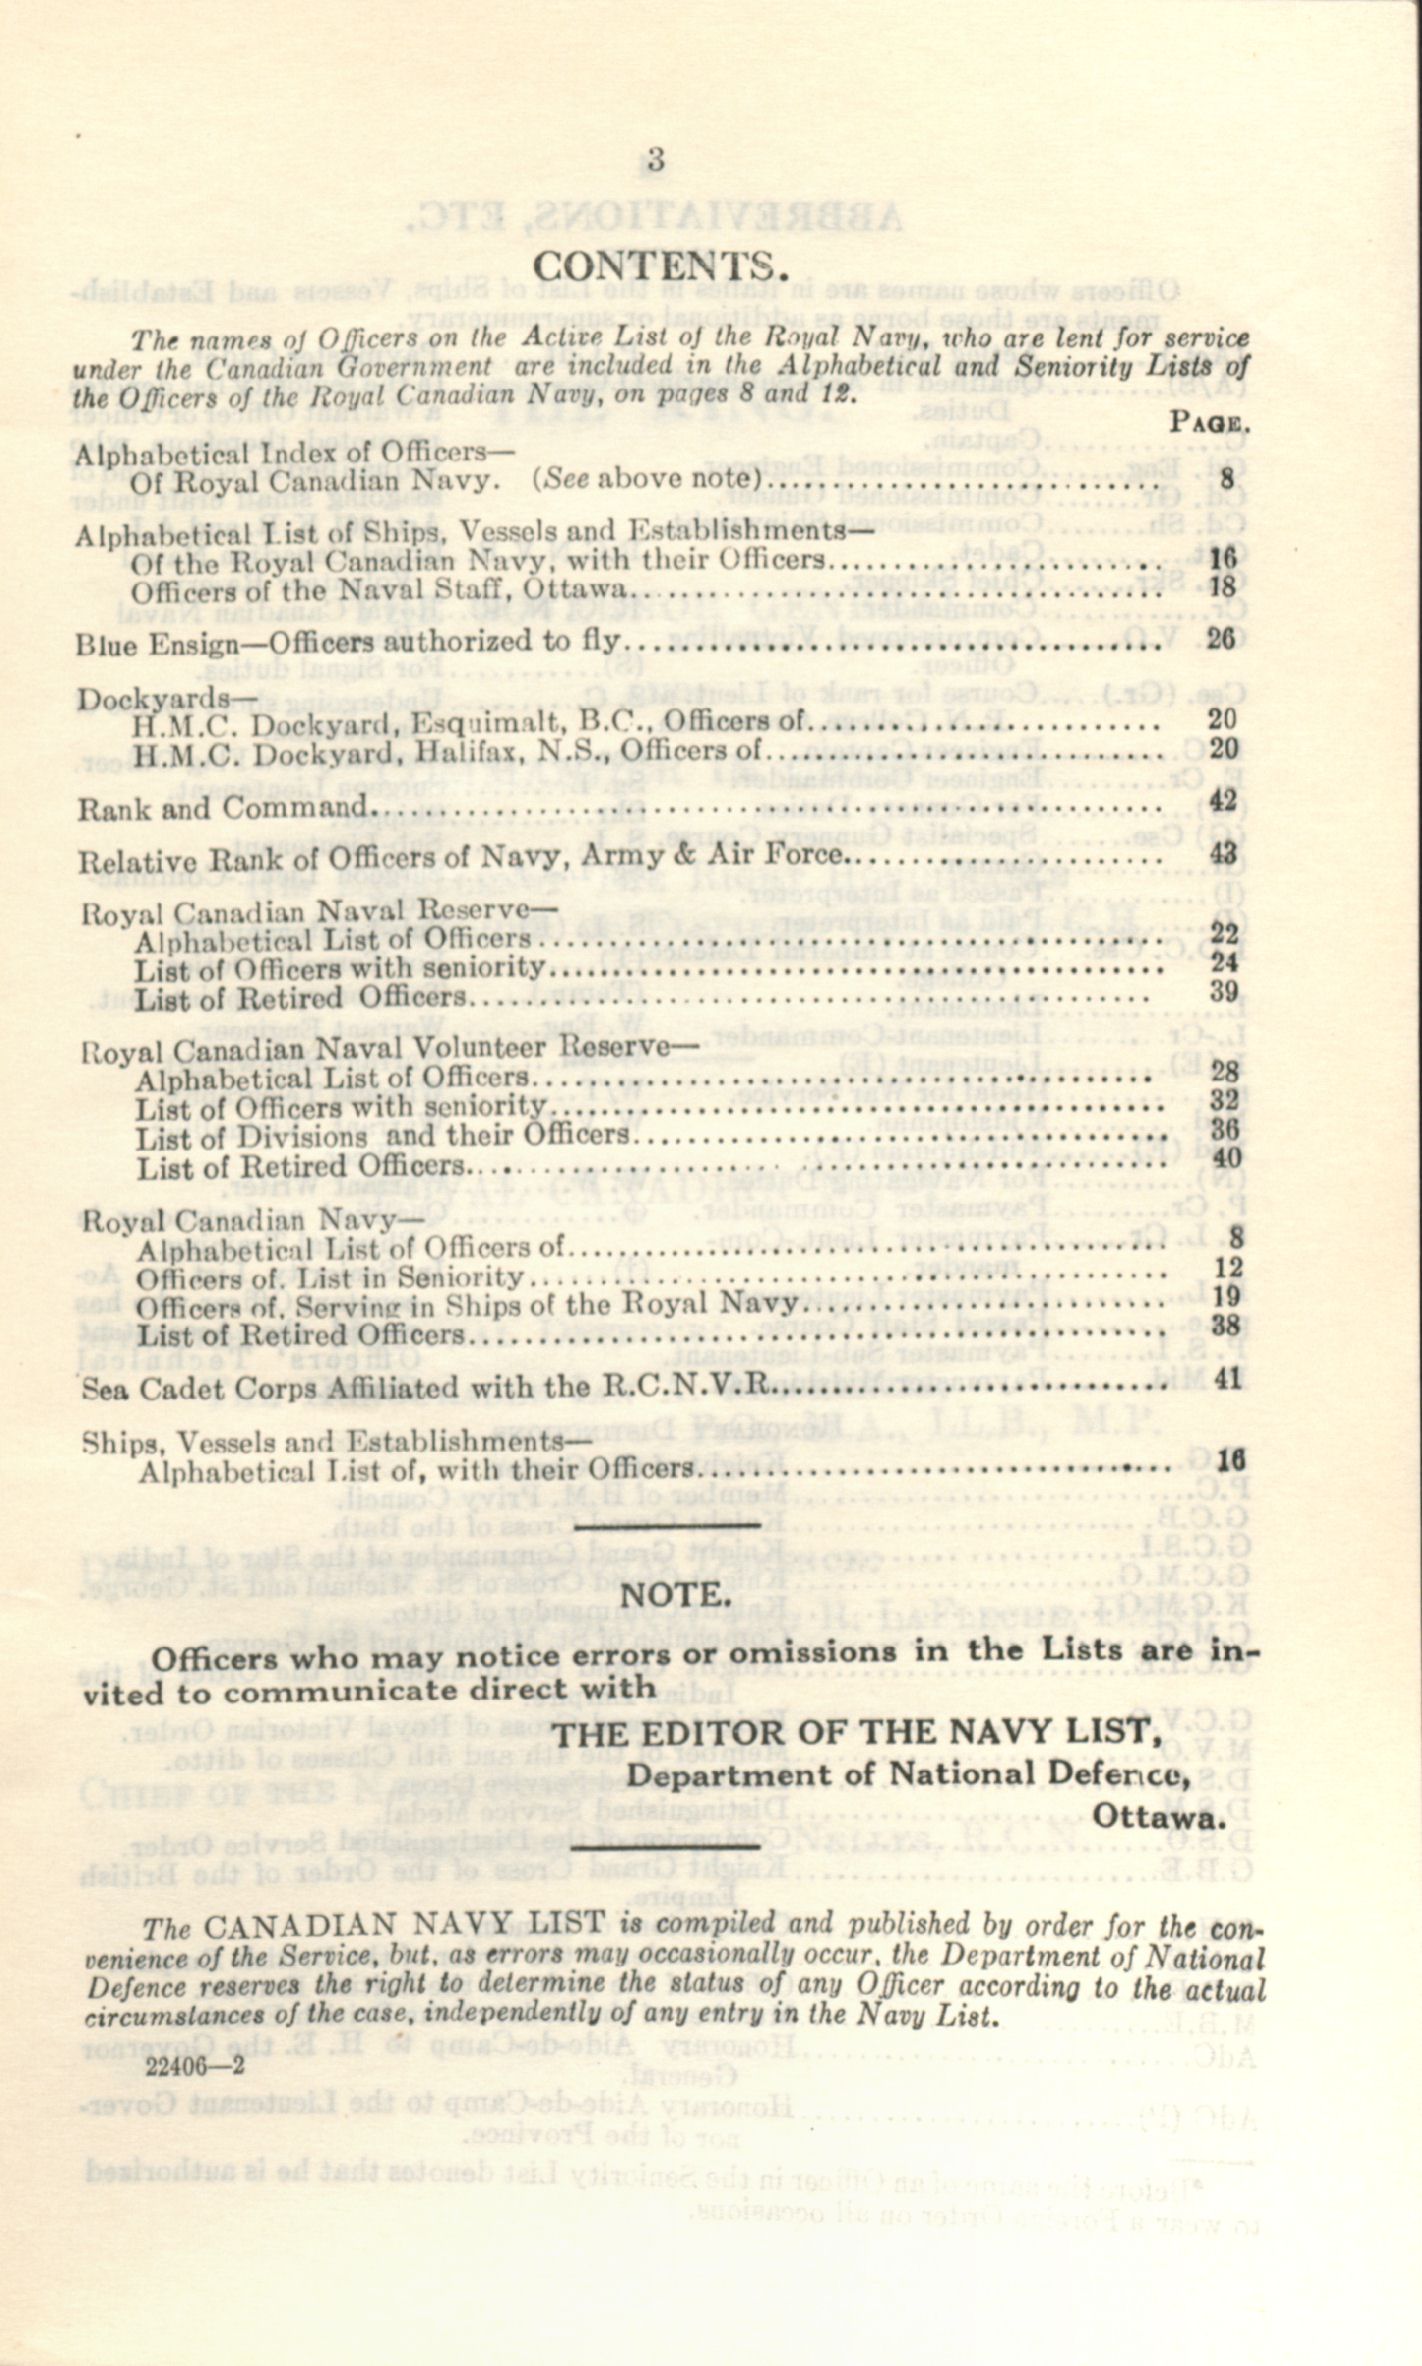 3
CONTENTS.
The names of Officers on the Active List of the Royal Navy, who are lent for service
under the Canadian Government are included in the Alphabetical and Seniority Lists of
the Officers of the Royal Canadian Navy, on pages 8 and 12.
PAGE.
Alphabetical Index of Officers—
Of Royal Canadian Navy. (See above note)........ 8
Alphabetical List of Ships, Vessels and Establishments—
Of the Royal Canadian Navy, with their Officers........ 16
Officers of the Naval Staff, Ottawa........ 18
Blue Ensign—Officers authorized to fly........ 26
Dockyards—
H.M.C. Dockyard, Esquimalt, B.C., Officers of........ 20
H.M.C. Dockyard, Halifax, N.S., Officers of........ 20
Rank and Command........ 42
Relative Rank of Officers of Navy, Army & Air Force........ 43
Royal Canadian Naval Reserve—
Alphabetical List of Officers........ 22
List of Officers with seniority........ 24
List of Retired Officers........ 39
Royal Canadian Naval Volunteer Reserve—
Alphabetical List of Officers........ 28
List of Officers with seniority........ 32
List of Divisions and their Officers........ 36
List of Retired Officers........ 40
Royal Canadian Navy—
Alphabetical List of Officers of........ 8
Officers of, List in Seniority........ 12
Officers of, Serving in Ships of the Royal Navy........ 19
List of Retired Officers........ 38
Sea Cadet Corps Affiliated with the R.C.N.V.R........ 41
Ships, Vessels and Establishments—
Alphabetical List of, with their Officers........ 16
NOTE.
Officers who may notice errors or omissions in the Lists are in-
vited to communicate direct with
THE EDITOR OF THE NAVY LIST,
Department of National Defence,
Ottawa.
The CANADIAN NAVY LIST is compiled and published by order for the con-
venience of the Service, but, as errors may occasionally occur, the Department of National
Defence reserves the right to determine the status of any Officer according to the actual
circumstances of the case, independently of any entry in the Navy List.
22406—2